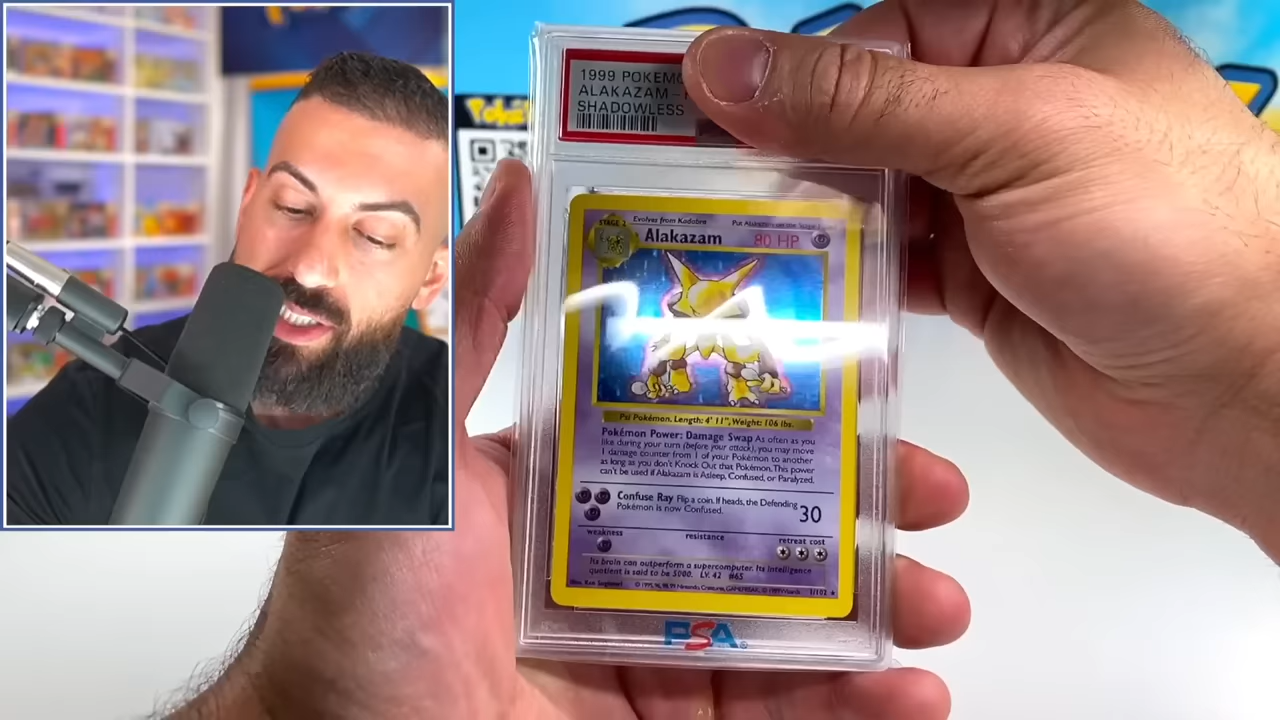 1999 POKEMO
ALAKAZAM
SHADOWLESS
STAGE 2
Evolves from Kadabra
Alakazam
80 HP
Psi Pokémon. Length: 4' 11", Weight: 106 lbs.
Pokémon Power: Damage Swap As often as you
like during your turn (before your attack), you may move
1 damage counter from 1 of your Pokémon to another
as long as you don't Knock Out that Pokémon. This power
can't be used if Alakazam is Asleep, Confused, or Paralyzed.
Confuse Ray Flip a coin. If heads, the Defending
Pokémon is now Confused.
30
weakness
resistance
retreat cost
Its brain can outperform a supercomputer. Its intelligence
quotient is said to be 5000. LV. 42 #65
1/102
PSA